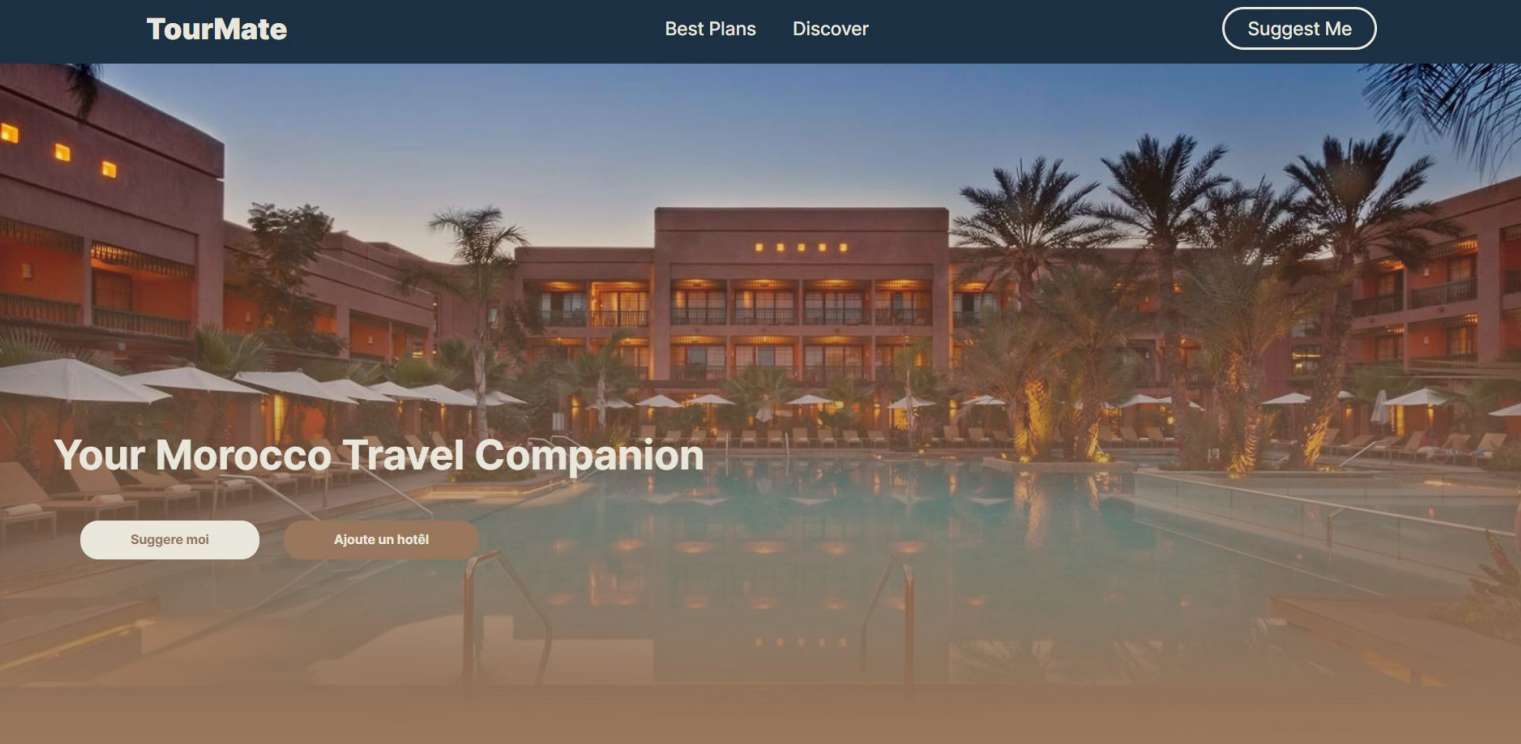 TourMate
Best Plans
Discover
Suggest Me
Your Morocco Travel Companion
Suggere moi
Ajoute un hotêl